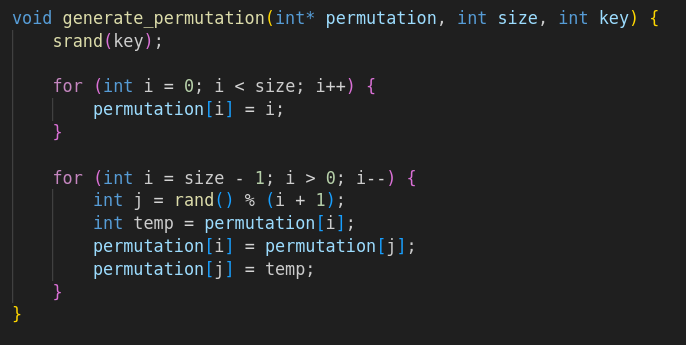 void generate_permutation(int* permutation, int size, int key) {
    srand(key);

    for (int i = 0; i < size; i++) {
        permutation[i] = i;
    }

    for (int i = size - 1; i > 0; i--) {
        int j = rand() % (i + 1);
        int temp = permutation[i];
        permutation[i] = permutation[j];
        permutation[j] = temp;
    }
}